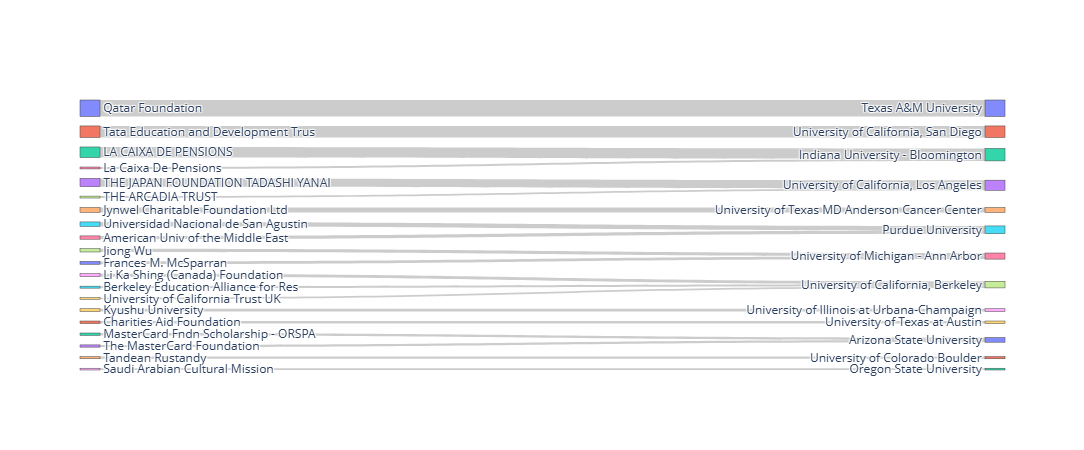 Qatar Foundation
Texas A&M University
Tata Education and Development Trus
University of California, San Diego
LA CAIXA DE PENSIONS
Indiana University - Bloomington
La Caixa De Pensions
THE JAPAN FOUNDATION TADASHI YANAI
University of California, Los Angeles
THE ARCADIA TRUST
Jynwel Charitable Foundation Ltd
University of Texas MD Anderson Cancer Center
Universidad Nacional de San Agustin
Purdue University
American Univ of the Middle East
Jiong Wu
University of Michigan - Ann Arbor
Frances M. McSparran
Li Ka Shing (Canada) Foundation
University of California, Berkeley
Berkeley Education Alliance for Res
University of California Trust UK
Kyushu University
University of Illinois at Urbana-Champaign
Charities Aid Foundation
University of Texas at Austin
MasterCard Fndn Scholarship - ORSPA
Arizona State University
The MasterCard Foundation
Tandean Rustandy
University of Colorado Boulder
Saudi Arabian Cultural Mission
Oregon State University